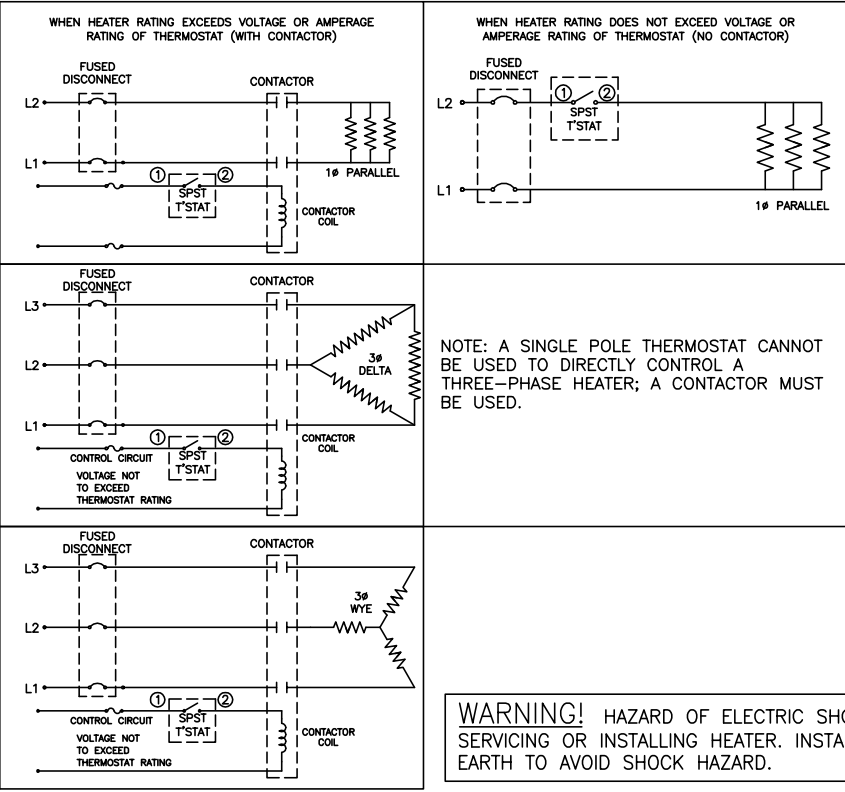 WHEN HEATER RATING EXCEEDS VOLTAGE OR AMPERAGE
RATING OF THERMOSTAT (WITH CONTACTOR)
FUSED
DISCONNECT
CONTACTOR
L2
L1
1ø PARALLEL
① ②
SPST
T'STAT
CONTACTOR
COIL
WHEN HEATER RATING DOES NOT EXCEED VOLTAGE OR
AMPERAGE RATING OF THERMOSTAT (NO CONTACTOR)
FUSED
DISCONNECT
① ②
SPST
T'STAT
L2
L1
1ø PARALLEL
FUSED
DISCONNECT
CONTACTOR
L3
L2
L1
3ø
DELTA
① ②
SPST
T'STAT
CONTACTOR
COIL
CONTROL CIRCUIT
VOLTAGE NOT
TO EXCEED
THERMOSTAT RATING
NOTE: A SINGLE POLE THERMOSTAT CANNOT
BE USED TO DIRECTLY CONTROL A
THREE-PHASE HEATER; A CONTACTOR MUST
BE USED.
FUSED
DISCONNECT
CONTACTOR
L3
L2
L1
3ø
WYE
① ②
SPST
T'STAT
CONTACTOR
COIL
CONTROL CIRCUIT
VOLTAGE NOT
TO EXCEED
THERMOSTAT RATING
WARNING! HAZARD OF ELECTRIC SHO
SERVICING OR INSTALLING HEATER. INSTA
EARTH TO AVOID SHOCK HAZARD.